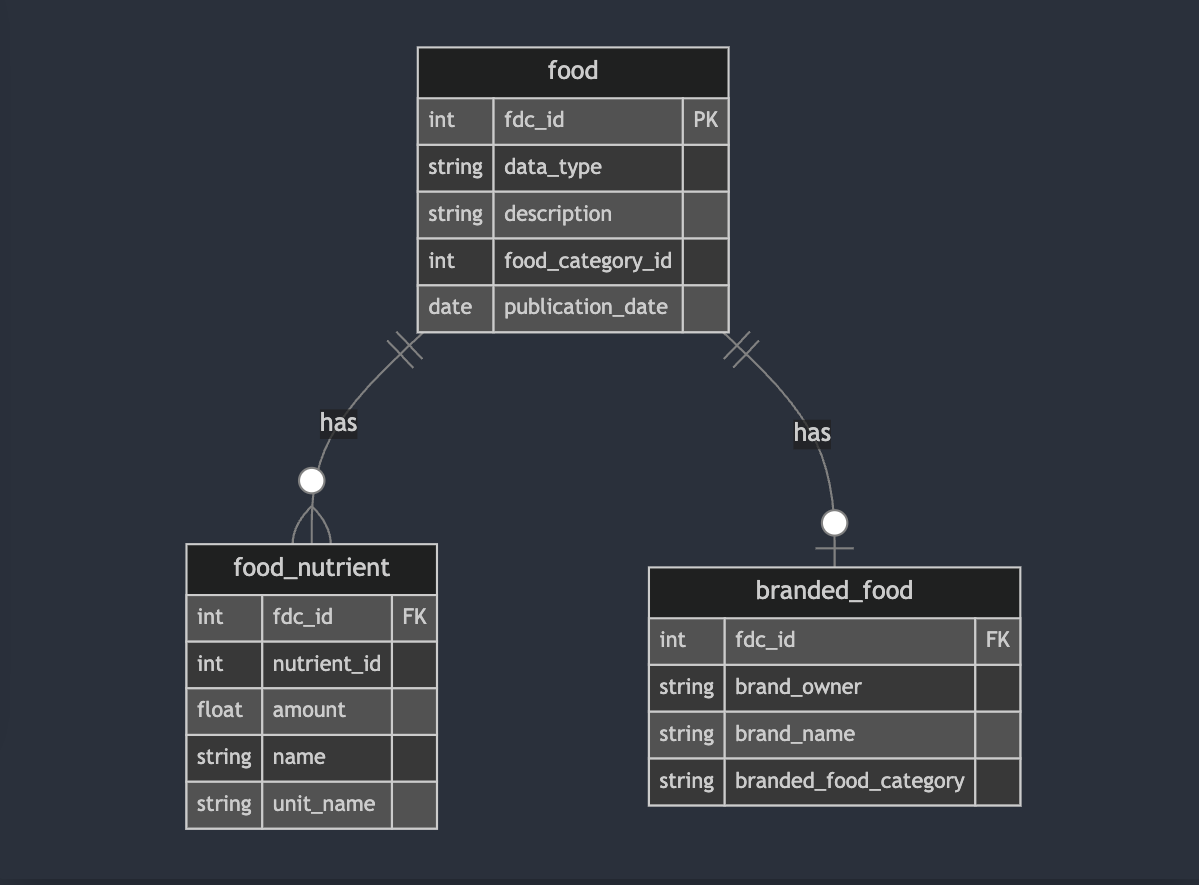 food
int fdc_id PK
string data_type
string description
int food_category_id
date publication_date
has
has
food_nutrient
int fdc_id FK
int nutrient_id
float amount
string name
string unit_name
branded_food
int fdc_id FK
string brand_owner
string brand_name
string branded_food_category